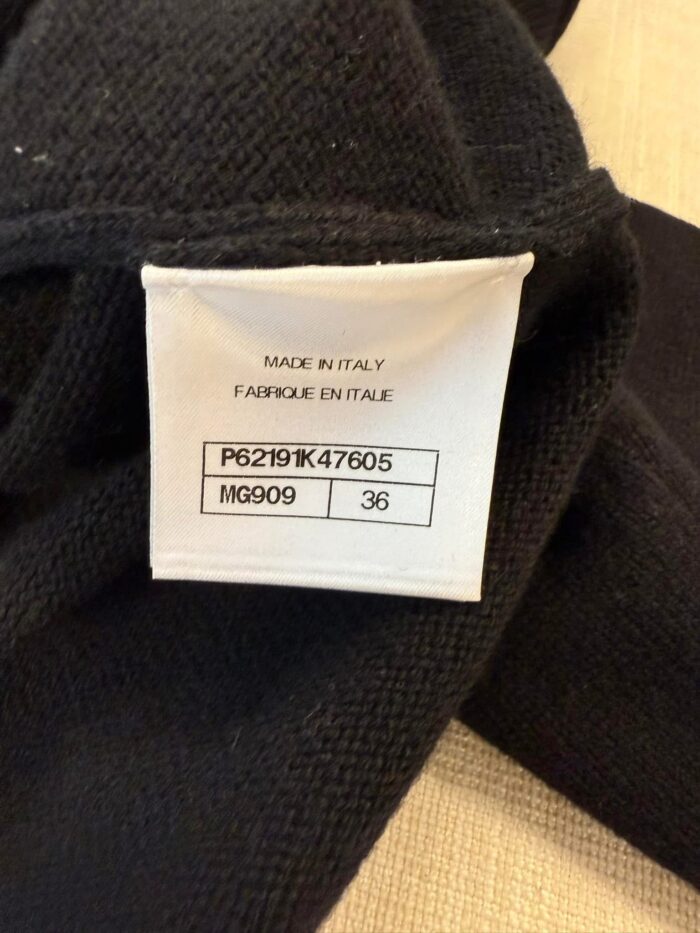 MADE IN ITALY
FABRIQUE EN ITALIE
P62191K47605
MG909 36